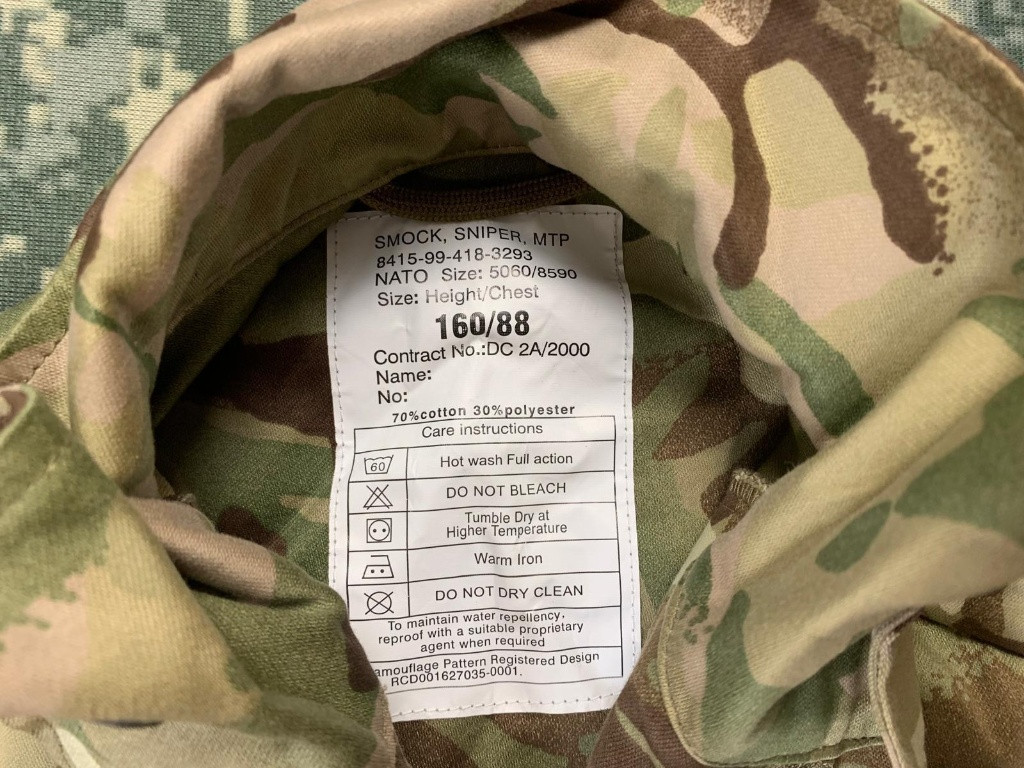 SMOCK, SNIPER, MTP
8415-99-418-3293
NATO Size: 5060/8590
Size: Height/Chest
160/88
Contract No.:DC 2A/2000
Name:
No:
70%cotton 30%polyester
Care instructions
60 Hot wash Full action
DO NOT BLEACH
Tumble Dry at
Higher Temperature
Warm Iron
DO NOT DRY CLEAN
To maintain water repellency,
reproof with a suitable proprietary
agent when required
Pattern Registered Design
RCD001627035-0001.